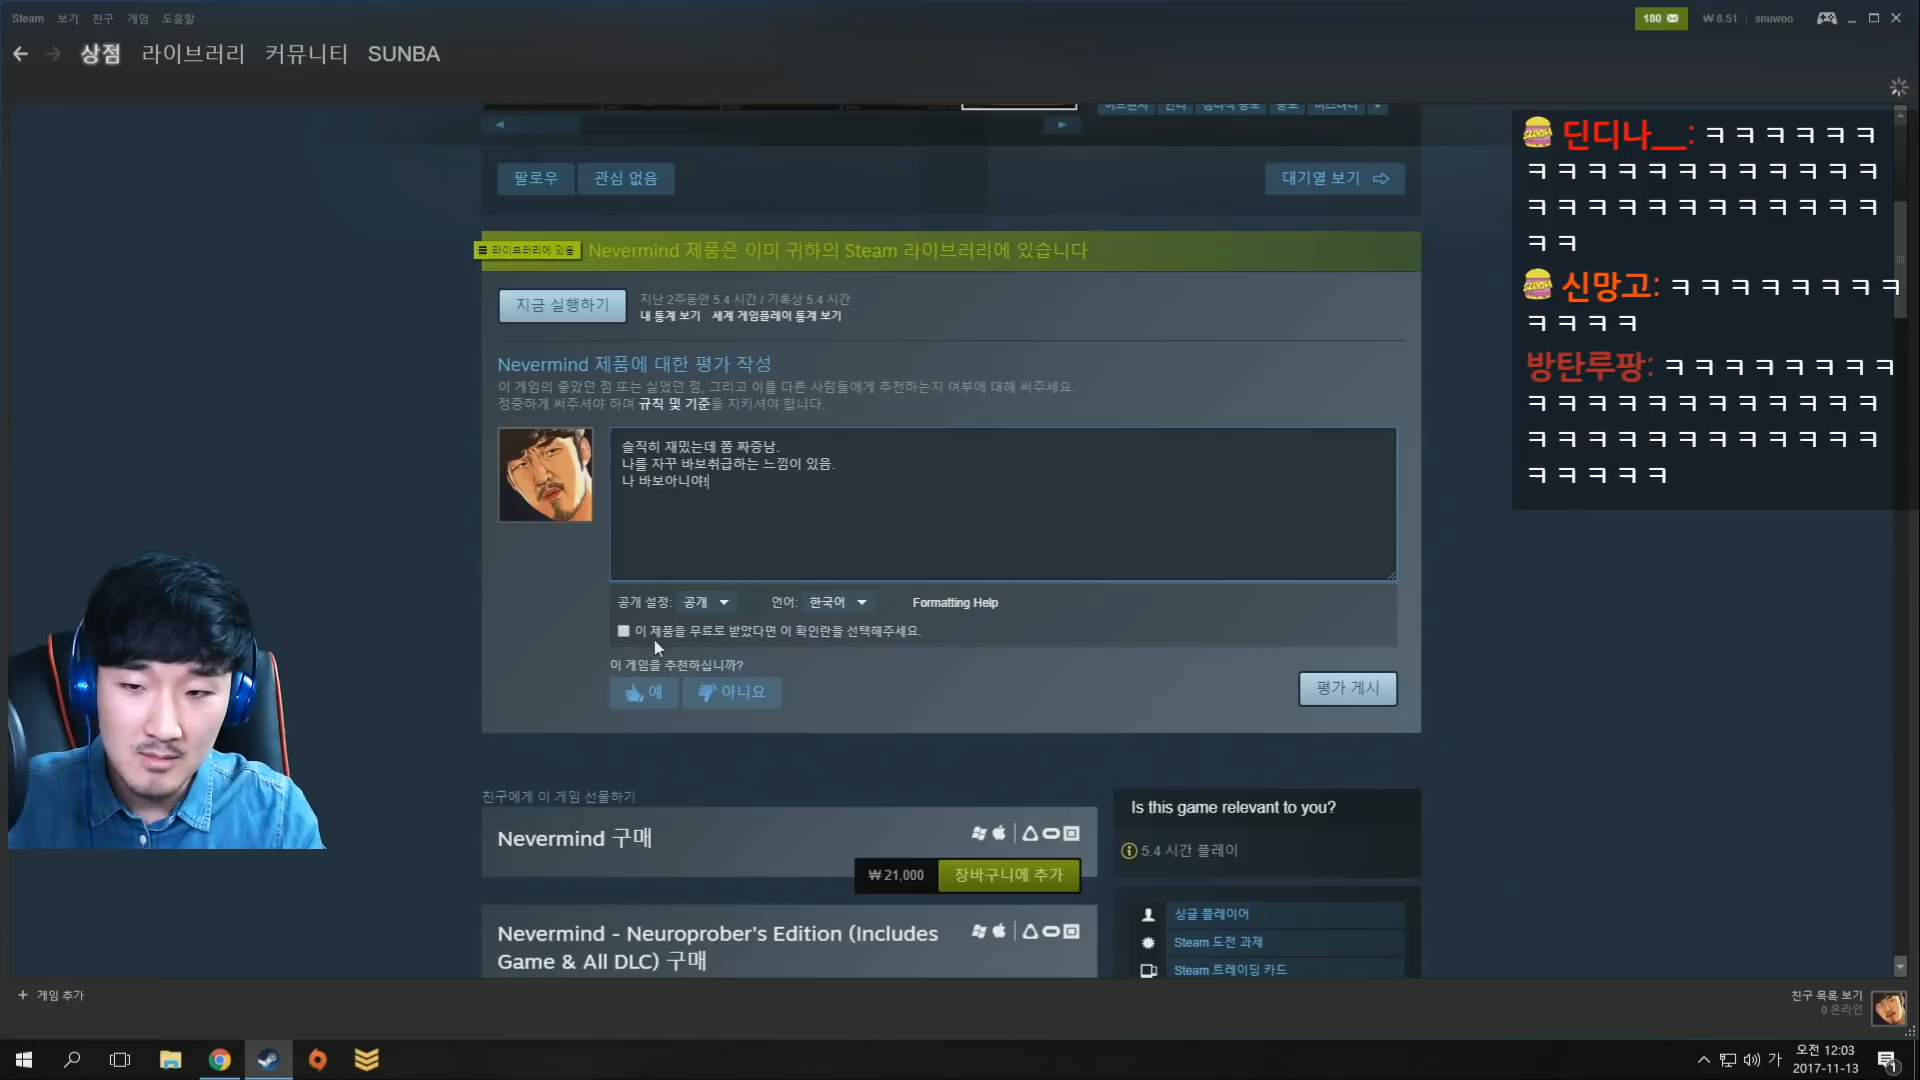 Steam 보기 친구 게임 도움말
180
₩ 8.51 | snuwoo
상점 라이브러리 커뮤니티 SUNBA
팔로우 관심 없음
대기열 보기
라이브러리에 있음
Nevermind 제품은 이미 귀하의 Steam 라이브러리에 있습니다
지금 실행하기
지난 2주동안 5.4 시간 / 기록상 5.4 시간
내 통계 보기 세계 게임플레이 통계 보기
Nevermind 제품에 대한 평가 작성
이 게임의 좋았던 점 또는 싫었던 점, 그리고 이를 다른 사람들에게 추천하는지 여부에 대해 써주세요.
정중하게 써주셔야 하며 규칙 및 기준을 지키셔야 합니다.
솔직히 재밌는데 쫌 짜증남.
나를 자꾸 바보취급하는 느낌이 있음.
나 바보아니야!
공개 설정: 공개 언어: 한국어 Formatting Help
이 제품을 무료로 받았다면 이 확인란을 선택해주세요.
이 게임을 추천하십니까?
예 아니요
평가 게시
친구에게 이 게임 선물하기
Nevermind 구매
₩ 21,000 장바구니에 추가
Nevermind - Neuroprober's Edition (Includes
Game & All DLC) 구매
Is this game relevant to you?
5.4 시간 플레이
싱글 플레이어
Steam 도전 과제
Steam 트레이딩 카드
딘디나__: ㅋㅋㅋㅋㅋㅋ
ㅋㅋㅋㅋㅋㅋㅋㅋㅋㅋㅋㅋ
ㅋㅋㅋㅋㅋㅋㅋㅋㅋㅋㅋㅋ
ㅋㅋ
신망고: ㅋㅋㅋㅋㅋㅋㅋㅋ
ㅋㅋㅋㅋ
방탄루팡: ㅋㅋㅋㅋㅋㅋㅋㅋ
ㅋㅋㅋㅋㅋㅋㅋㅋㅋㅋㅋㅋ
ㅋㅋㅋㅋㅋㅋㅋㅋㅋㅋㅋㅋ
ㅋㅋㅋㅋㅋ
+ 게임 추가
친구 목록 보기
0 온라인
가
오전 12:03
2017-11-13
1